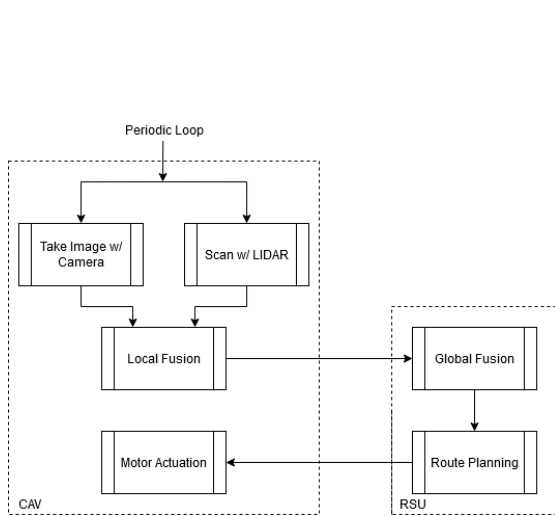 Periodic Loop
Take Image w/
Camera
Scan w/ LIDAR
Local Fusion
Global Fusion
Motor Actuation
Route Planning
CAV
RSU